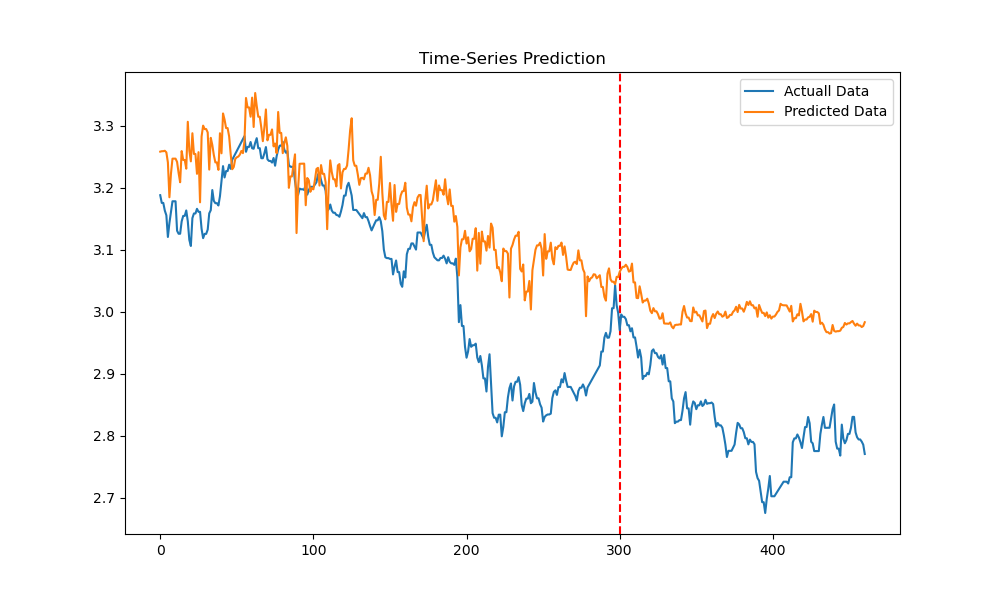 Time-Series Prediction
Actuall Data
Predicted Data
3.3
3.2
3.1
3.0
2.9
2.8
2.7
0 100 200 300 400